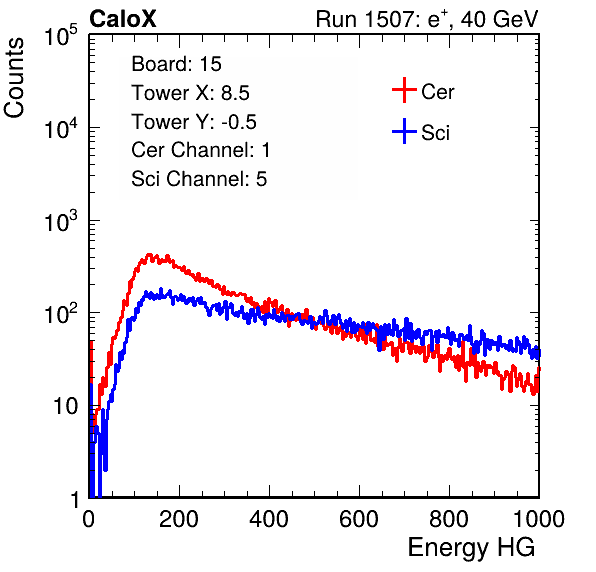 CaloX
Run 1507: e⁺, 40 GeV
Counts
10⁵
10⁴
10³
10²
10
1
Board: 15
Tower X: 8.5
Tower Y: -0.5
Cer Channel: 1
Sci Channel: 5
Cer
Sci
0 200 400 600 800 1000
Energy HG